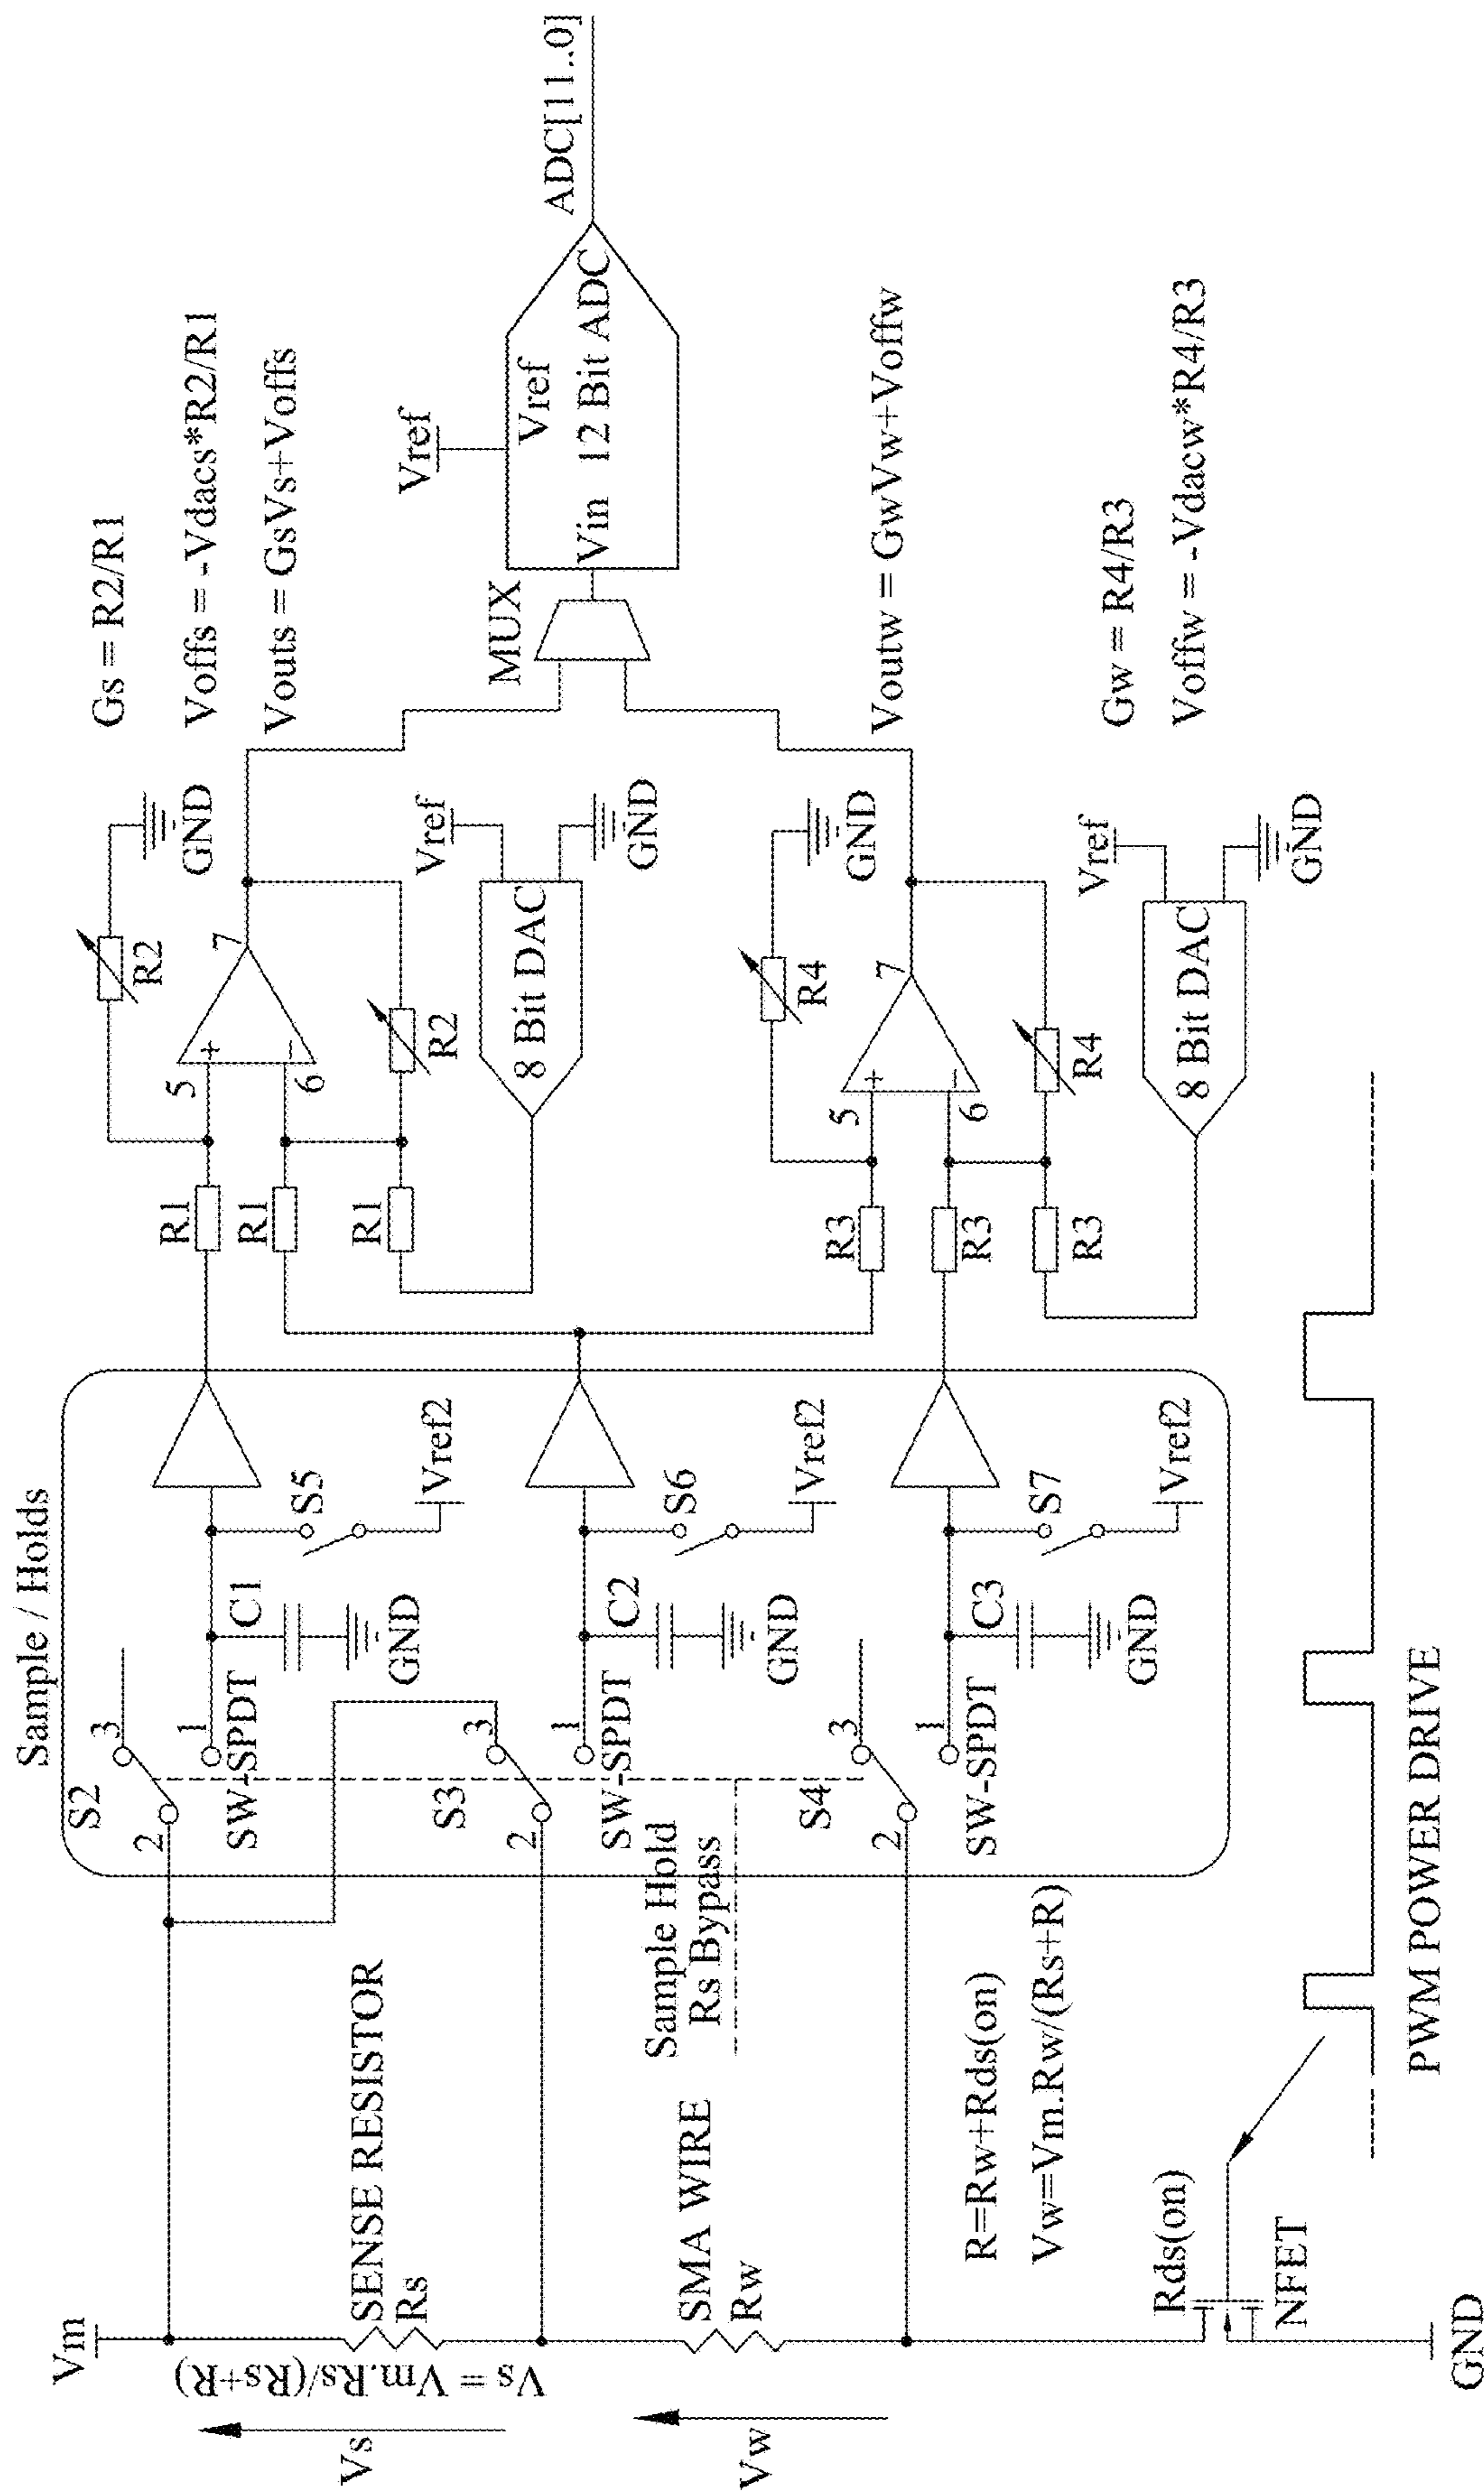 Sample / Holds
Vm
Vs = Vm.Rs/(Rs+R)
Vs
Vw
SENSE RESISTOR
Rs
SMA WIRE
Rw
R=Rw+Rds(on)
Vw=Vm.Rw/(Rs+R)
Rds(on)
NFET
GND
PWM POWER DRIVE
Sample Hold
Rs Bypass
S2
2
3
1
SW-SPDT
C1
GND
S5
Vref2
S3
2
3
1
SW-SPDT
C2
GND
S6
Vref2
S4
2
3
1
SW-SPDT
C3
GND
S7
Vref2
R1
R1
R1
5
6
7
+
-
R2
GND
R2
8 Bit DAC
Vref
GND
R3
R3
R3
5
6
7
+
-
R4
GND
R4
8 Bit DAC
Vref
GND
Gs = R2/R1
Voffs = -Vdacs*R2/R1
Vouts = GsVs+Voffs
MUX
Vref
Vref
Vin 12 Bit ADC
ADC[11..0]
Voutw = GwVw+Voffw
Gw = R4/R3
Voffw = -Vdacw*R4/R3